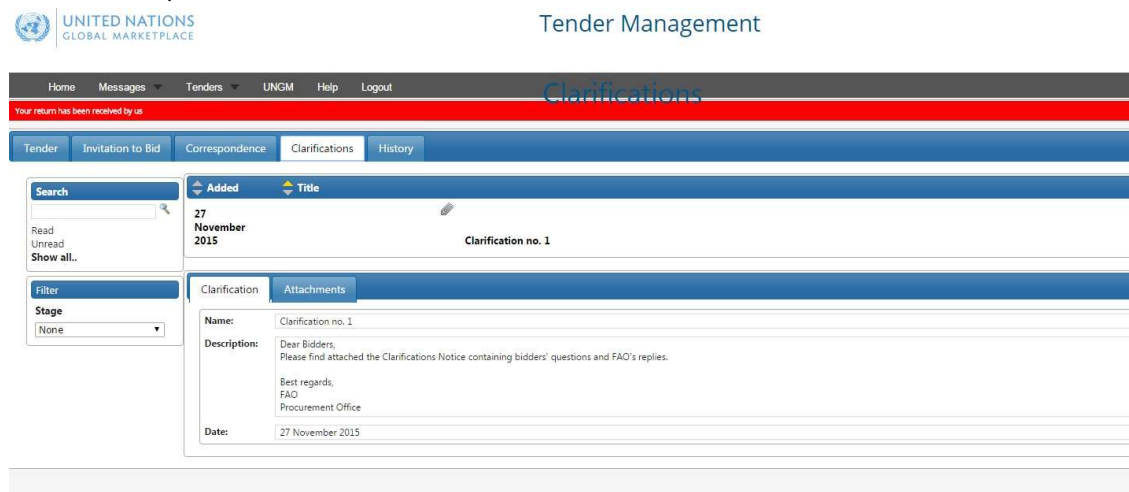 UNITED NATIONS
GLOBAL MARKETPLACE
Tender Management
Home Messages Tenders UNGM Help Logout
Clarifications
Your return has been received by us
Tender Invitation to Bid Correspondence Clarifications History
Search
Read
Unread
Show all..
Filter
Stage
None
Added Title
27
November
2015
Clarification no. 1
Clarification Attachments
Name: Clarification no. 1
Description: Dear Bidders,
Please find attached the Clarifications Notice containing bidders' questions and FAO's replies.
Best regards,
FAO
Procurement Office
Date: 27 November 2015